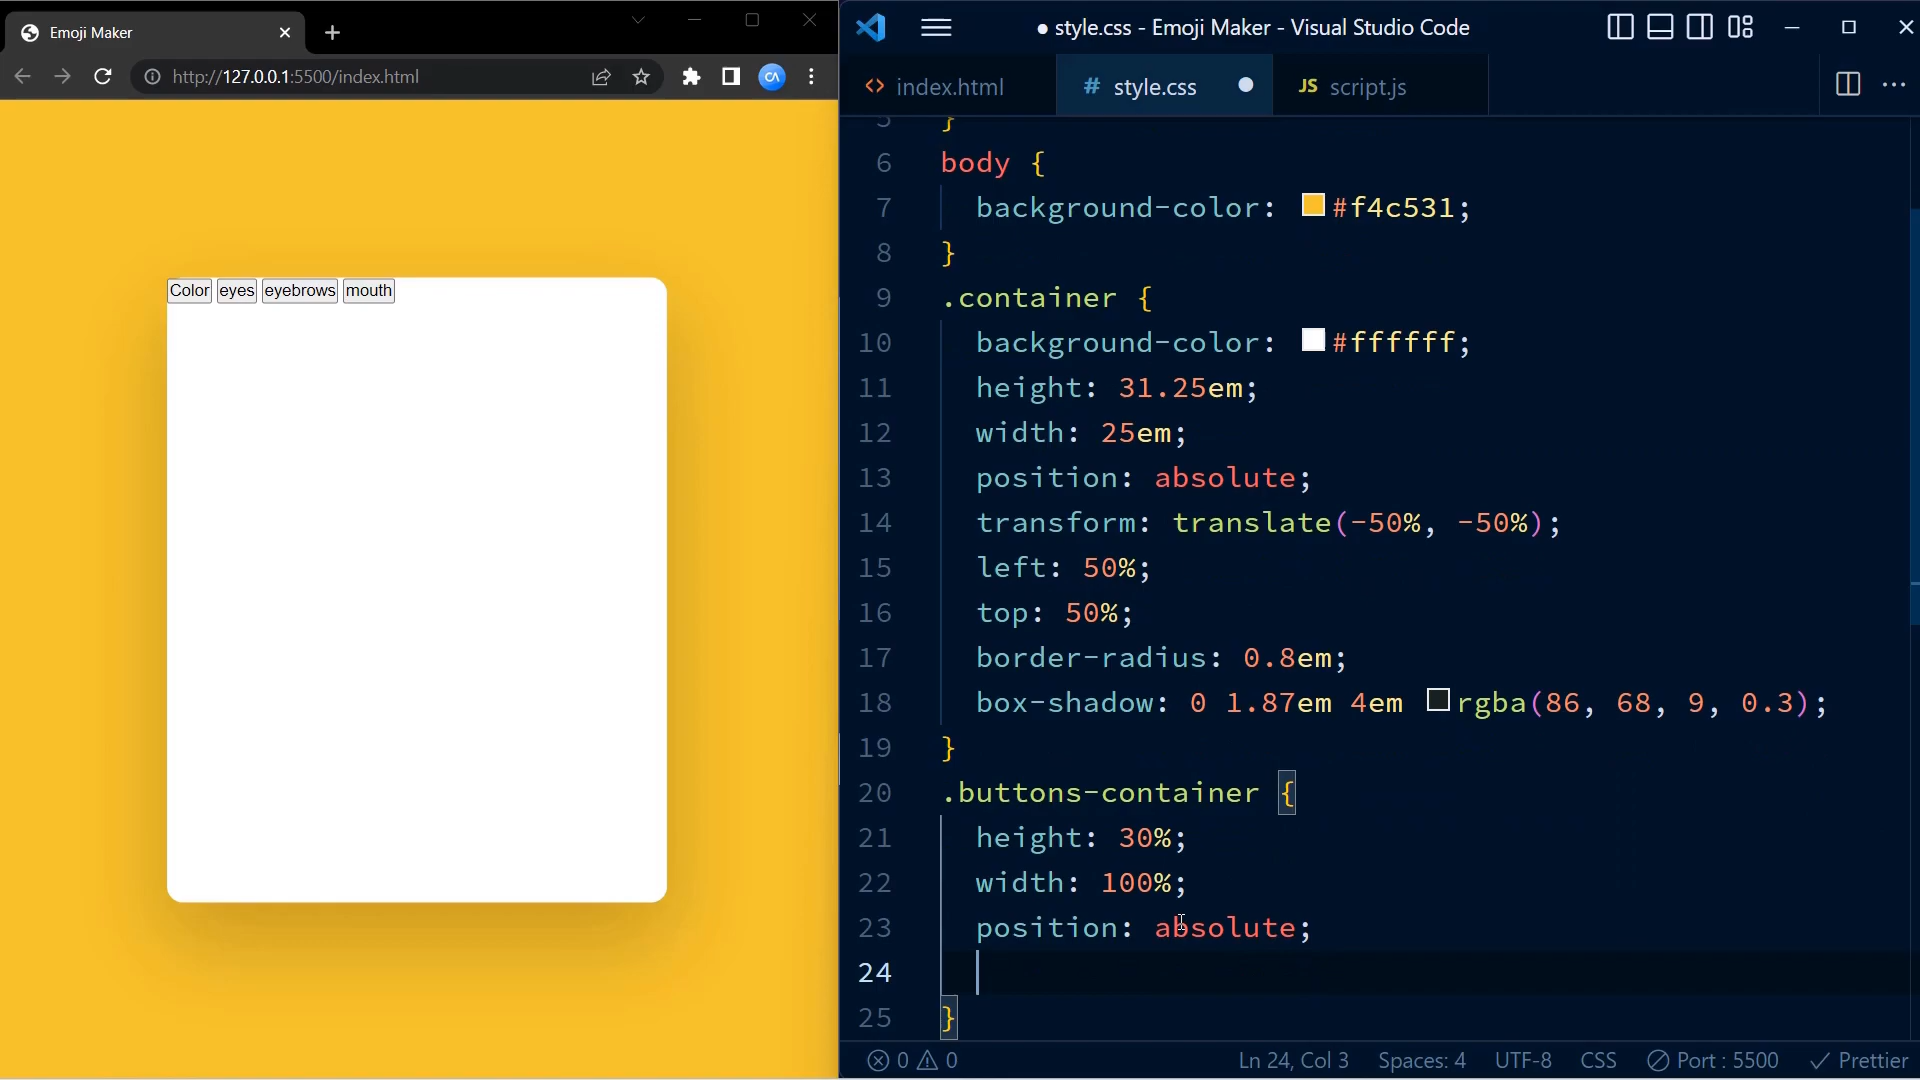 Emoji Maker
http://127.0.0.1:5500/index.html
CA
Color eyes eyebrows mouth
● style.css - Emoji Maker - Visual Studio Code
<> index.html
# style.css
JS script.js
5 }
6 body {
7 background-color: #f4c531;
8 }
9 .container {
10 background-color: #ffffff;
11 height: 31.25em;
12 width: 25em;
13 position: absolute;
14 transform: translate(-50%, -50%);
15 left: 50%;
16 top: 50%;
17 border-radius: 0.8em;
18 box-shadow: 0 1.87em 4em rgba(86, 68, 9, 0.3);
19 }
20 .buttons-container {
21 height: 30%;
22 width: 100%;
23 position: absolute;
24
25 }
0 0 Ln 24, Col 3 Spaces: 4 UTF-8 CSS Port : 5500 Prettier